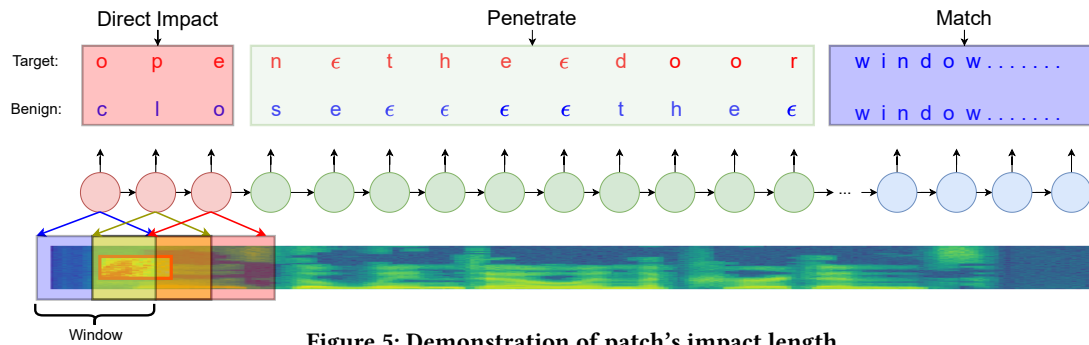 Direct Impact Penetrate Match
Target: o p e n ϵ t h e ϵ d o o r w i n d o w . . . . . . .
Benign: c l o s e ϵ ϵ ϵ ϵ t h e ϵ w i n d o w . . . . . . .
...
Window
Figure 5: Demonstration of patch's impact length